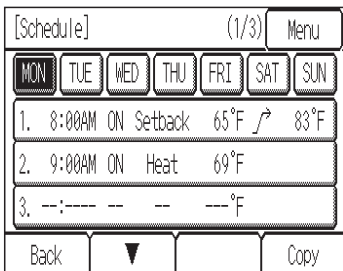 [Schedule] (1/3) Menu
MON TUE WED THU FRI SAT SUN
1. 8:00AM ON Setback 65°F 83°F
2. 9:00AM ON Heat 69°F
3. --:---- -- -- ---°F
Back ▼ Copy